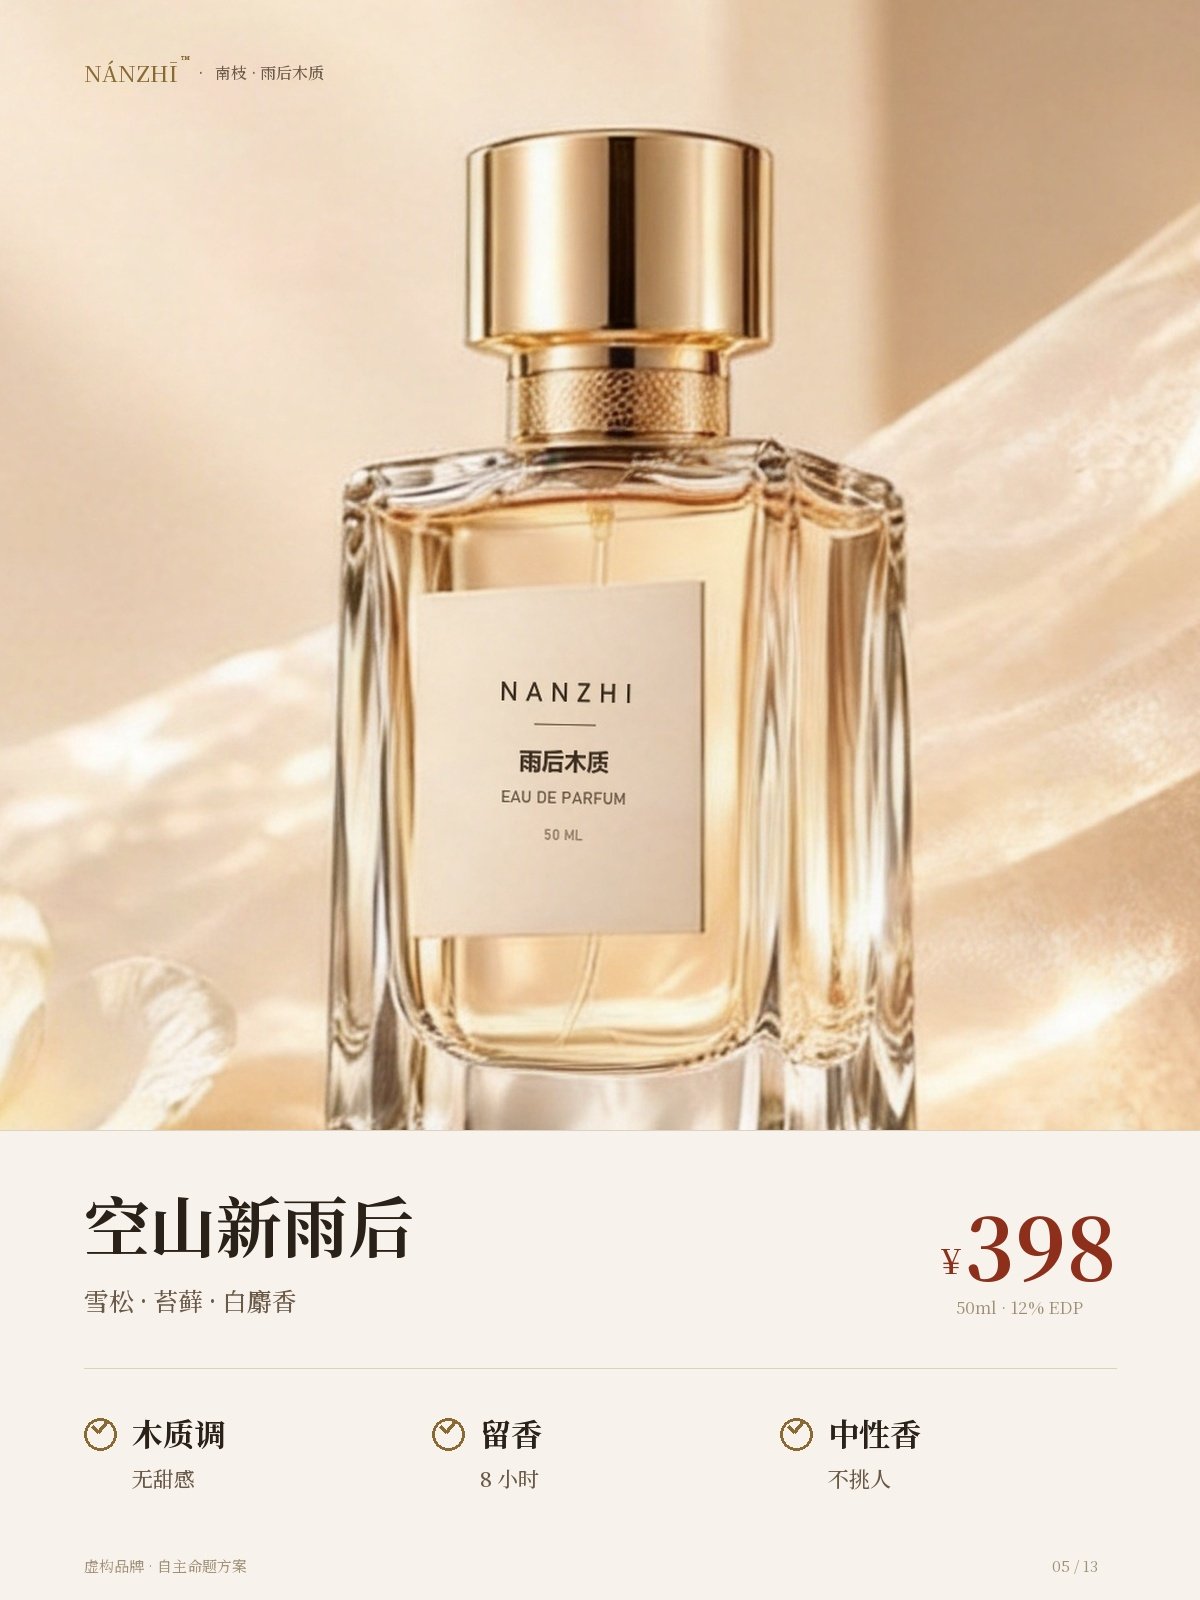 NÁNZHĪ™ · 南枝 · 雨后木质
NANZHI
雨后木质
EAU DE PARFUM
50 ML
空山新雨后
¥398
雪松 · 苔藓 · 白麝香
50ml · 12% EDP
木质调
留香
中性香
无甜感
8 小时
不挑人
虚构品牌 · 自主命题方案
05 / 13